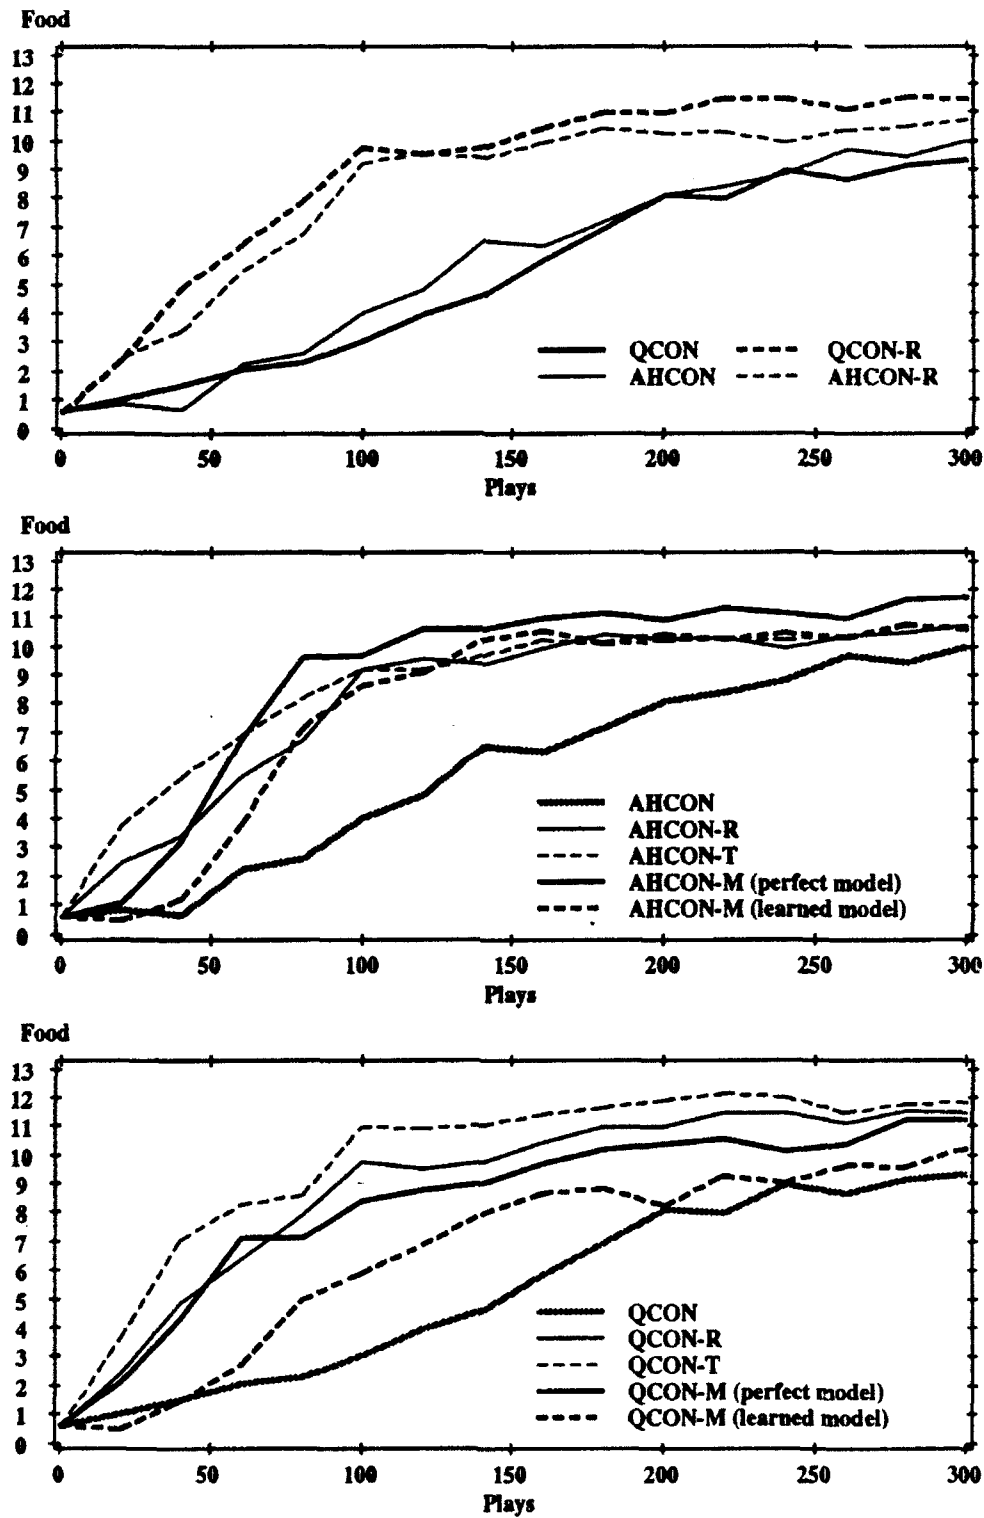 Food
13
12
11
10
9
8
7
6
5
4
3
2
1
0
QCON QCON-R
AHCON AHCON-R
0 50 100 150 200 250 300
Plays
Food
13
12
11
10
9
8
7
6
5
4
3
2
1
0
AHCON
AHCON-R
AHCON-T
AHCON-M (perfect model)
AHCON-M (learned model)
0 50 100 150 200 250 300
Plays
Food
13
12
11
10
9
8
7
6
5
4
3
2
1
0
QCON
QCON-R
QCON-T
QCON-M (perfect model)
QCON-M (learned model)
0 50 100 150 200 250 300
Plays